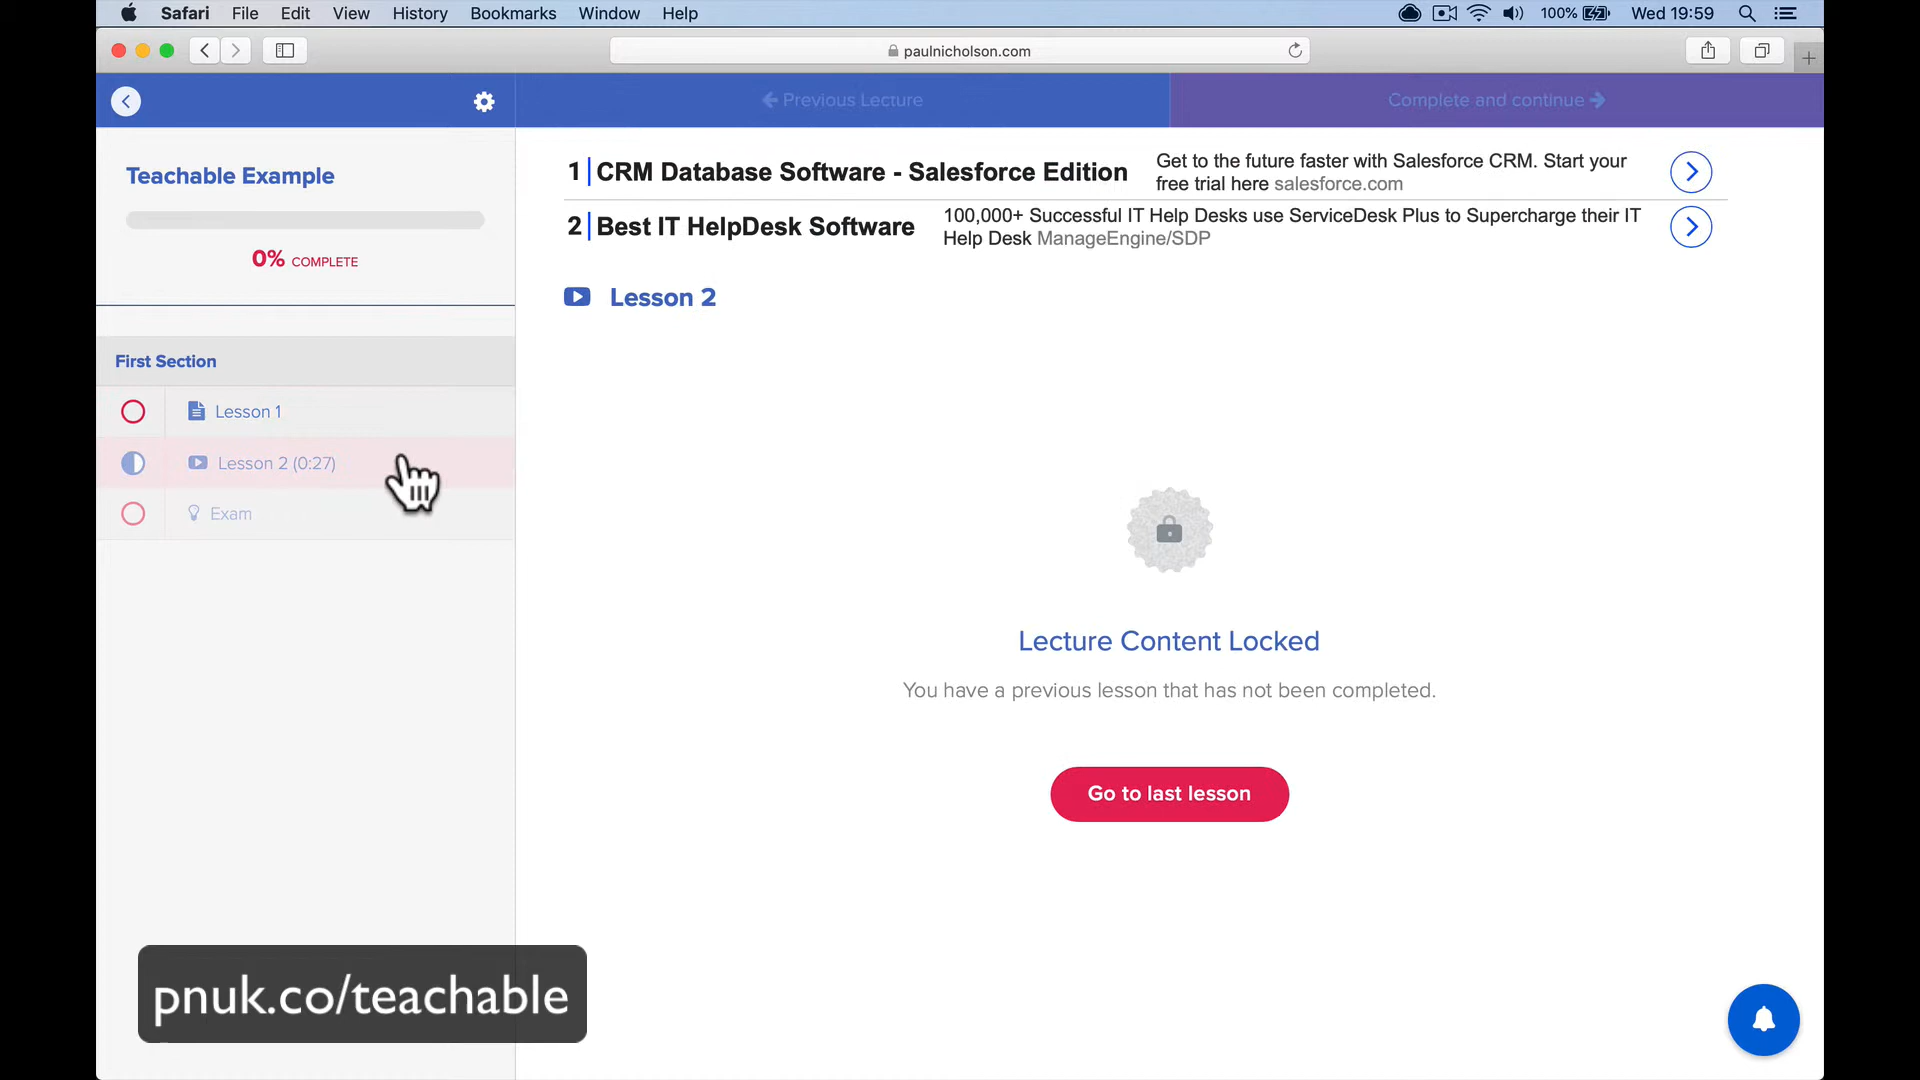 Safari File Edit View History Bookmarks Window Help 100% Wed 19:59
paulnicholson.com
Previous Lecture
Complete and continue
Teachable Example
0% COMPLETE
First Section
Lesson 1
Lesson 2 (0:27)
Exam
1 CRM Database Software - Salesforce Edition
Get to the future faster with Salesforce CRM. Start your
free trial here salesforce.com
2 Best IT HelpDesk Software
100,000+ Successful IT Help Desks use ServiceDesk Plus to Supercharge their IT
Help Desk ManageEngine/SDP
Lesson 2
Lecture Content Locked
You have a previous lesson that has not been completed.
Go to last lesson
pnuk.co/teachable